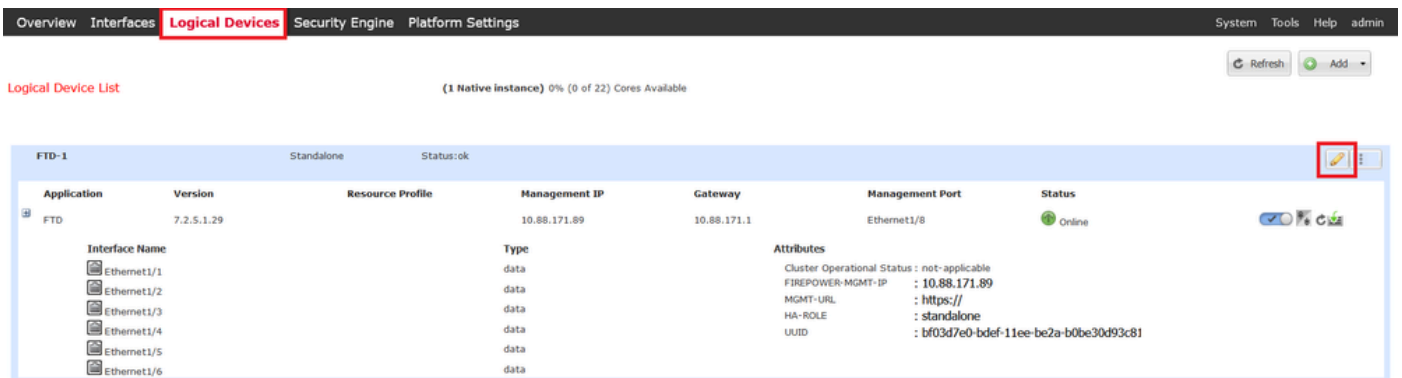 Overview Interfaces Logical Devices Security Engine Platform Settings System Tools Help admin
Refresh Add
Logical Device List (1 Native instance) 0% (0 of 22) Cores Available
FTD-1 Standalone Status:ok
Application Version Resource Profile Management IP Gateway Management Port Status
FTD 7.2.5.1.29 10.88.171.89 10.88.171.1 Ethernet1/8 Online
Interface Name Type Attributes
Ethernet1/1 data Cluster Operational Status : not-applicable
Ethernet1/2 data FIREPOWER-MGMT-IP : 10.88.171.89
Ethernet1/3 data MGMT-URL : https://
Ethernet1/4 data HA-ROLE : standalone
Ethernet1/5 data UUID : bf03d7e0-bdef-11ee-be2a-b0be30d93c81
Ethernet1/6 data